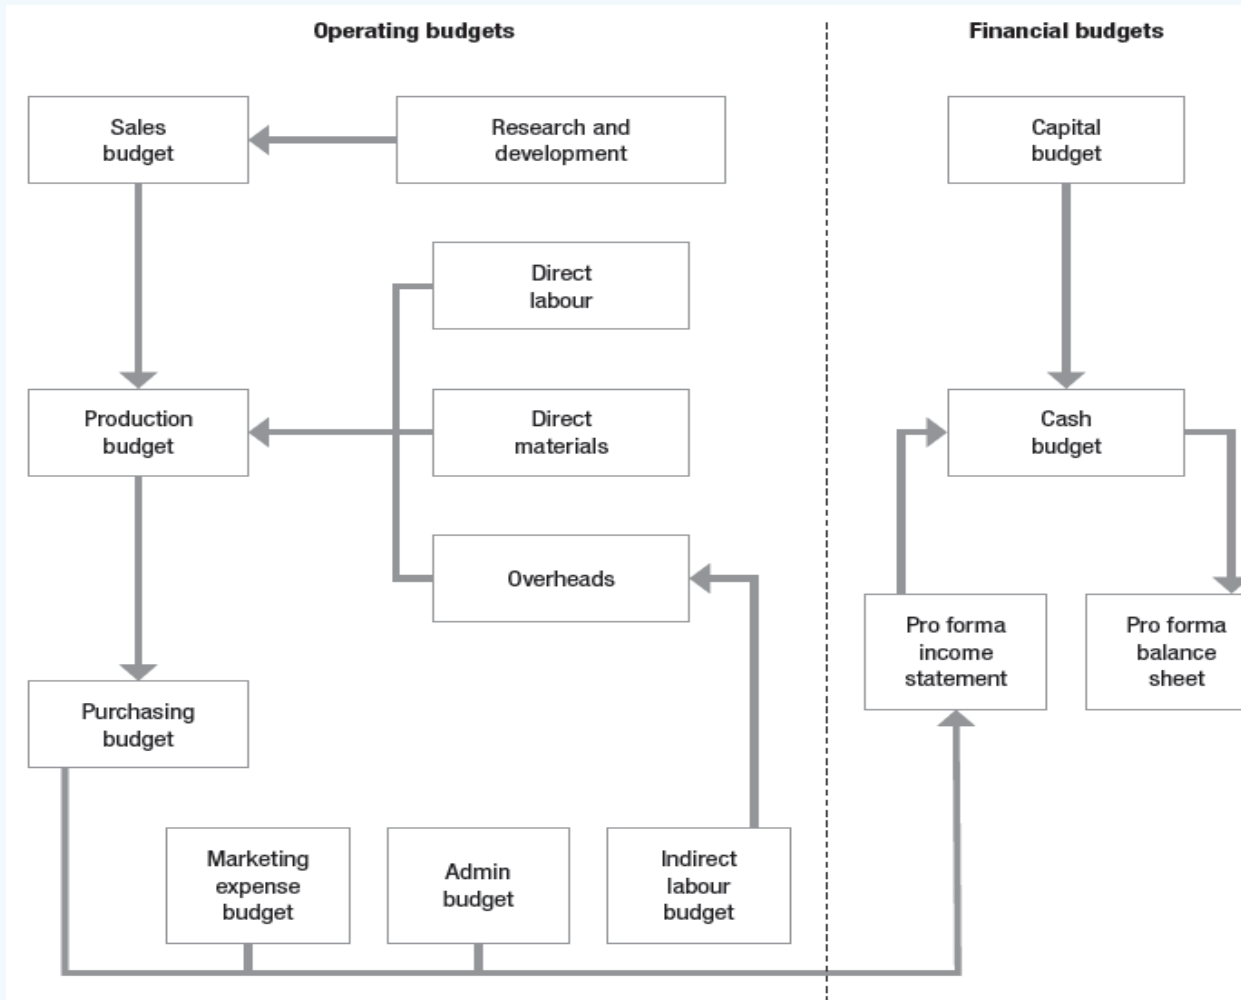 Operating budgets
Financial budgets
Sales
budget
Research and
development
Capital
budget
Direct
labour
Production
budget
Direct
materials
Cash
budget
Overheads
Pro forma
income
statement
Pro forma
balance
sheet
Purchasing
budget
Marketing
expense
budget
Admin
budget
Indirect
labour
budget